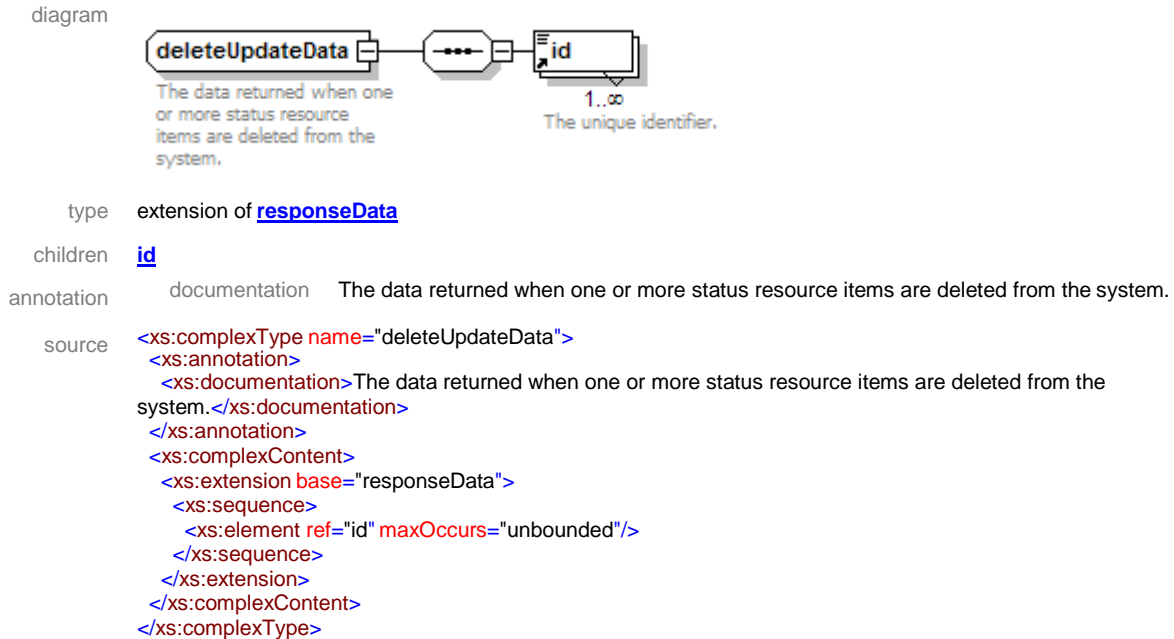 diagram
deleteUpdateData
id
The data returned when one
or more status resource
items are deleted from the
system.
1..∞
The unique identifier.
type extension of responseData
children id
annotation documentation The data returned when one or more status resource items are deleted from the system.
source <xs:complexType name="deleteUpdateData">
<xs:annotation>
<xs:documentation>The data returned when one or more status resource items are deleted from the
system.</xs:documentation>
</xs:annotation>
<xs:complexContent>
<xs:extension base="responseData">
<xs:sequence>
<xs:element ref="id" maxOccurs="unbounded"/>
</xs:sequence>
</xs:extension>
</xs:complexContent>
</xs:complexType>